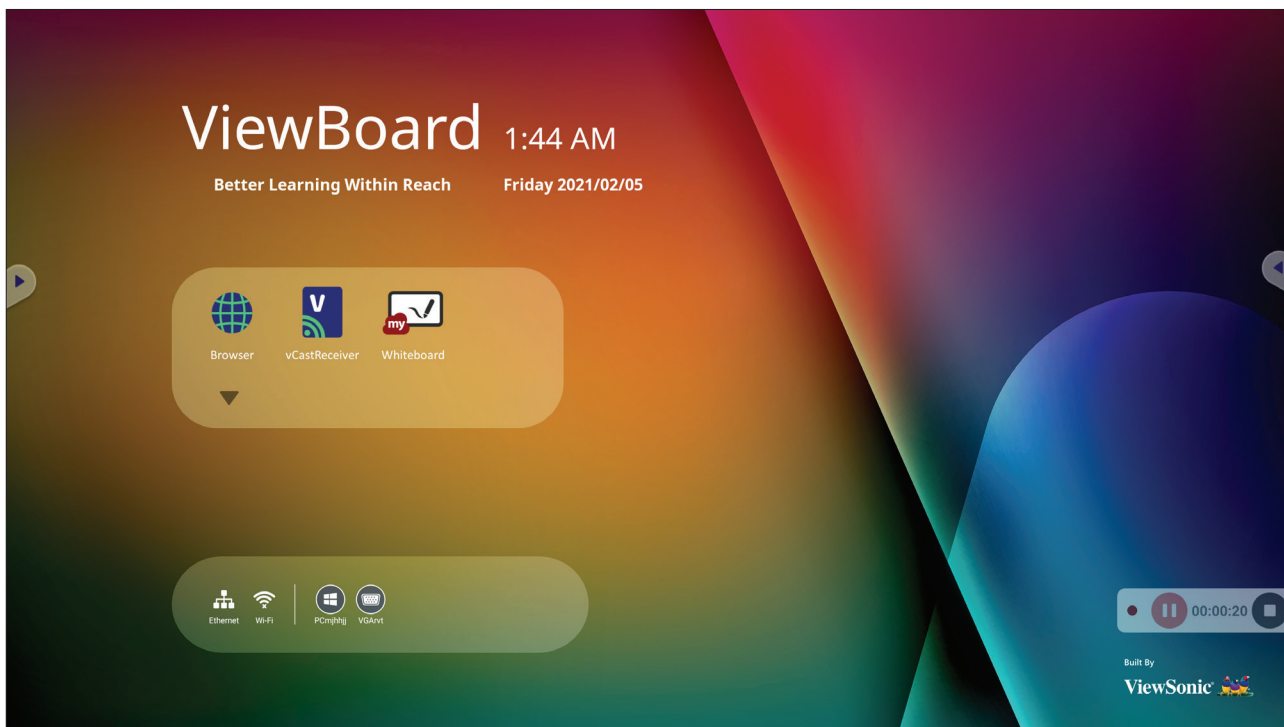 ViewBoard 1:44 AM
Better Learning Within Reach Friday 2021/02/05
V
my
Browser vCastReceiver Whiteboard
Ethernet Wi-Fi PCmjhhjj VGArvt
00:00:20
Built By
ViewSonic